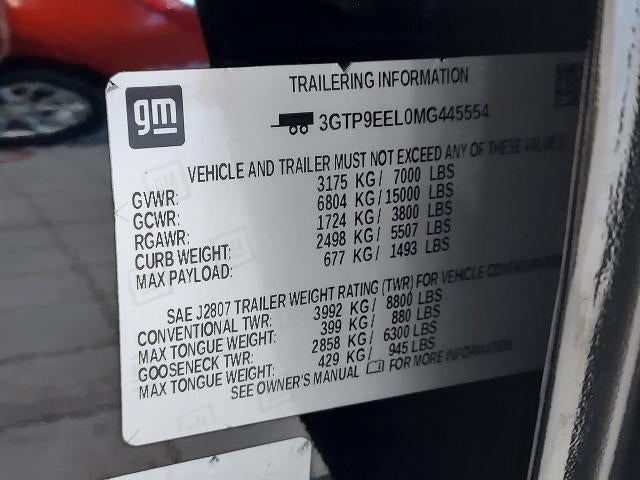 gm
TRAILERING INFORMATION
3GTP9EEL0MG445554
VEHICLE AND TRAILER MUST NOT EXCEED ANY OF THESE VALUES
GVWR: 3175 KG/ 7000 LBS
GCWR: 6804 KG/15000 LBS
RGAWR: 1724 KG/ 3800 LBS
CURB WEIGHT: 2498 KG/ 5507 LBS
MAX PAYLOAD: 677 KG/ 1493 LBS
SAE J2807 TRAILER WEIGHT RATING (TWR) FOR VEHICLE CONFIGURATION
CONVENTIONAL TWR: 3992 KG/ 8800 LBS
MAX TONGUE WEIGHT: 399 KG/ 880 LBS
GOOSENECK TWR: 2858 KG/ 6300 LBS
MAX TONGUE WEIGHT: 429 KG/ 945 LBS
SEE OWNER'S MANUAL FOR MORE INFORMATION